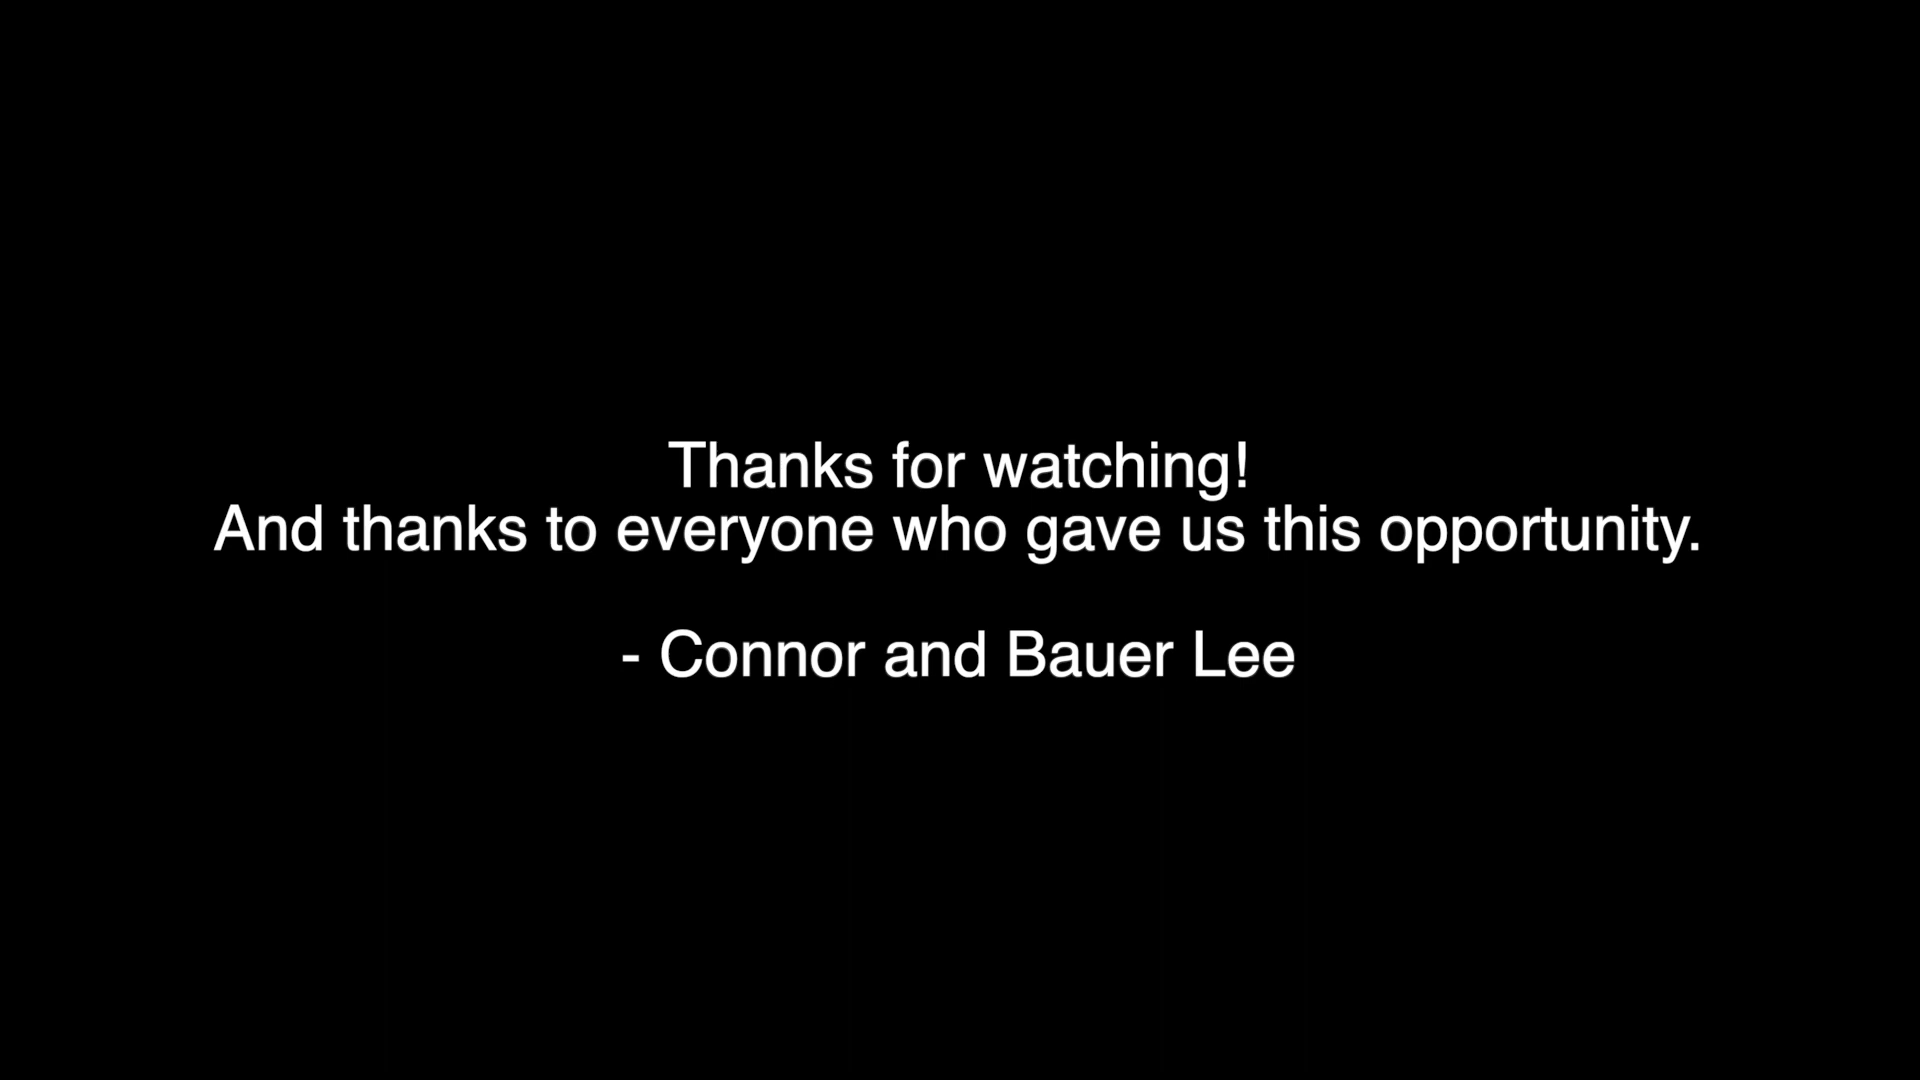 Thanks for watching!
And thanks to everyone who gave us this opportunity.
- Connor and Bauer Lee